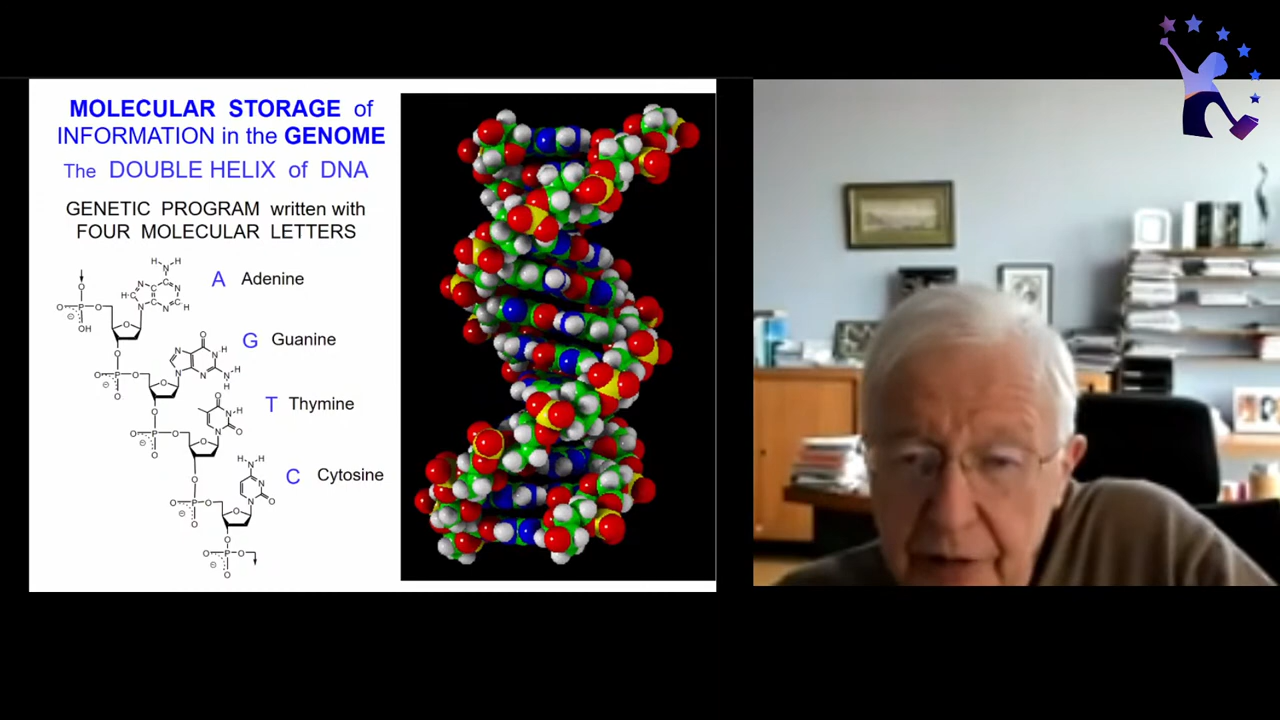 MOLECULAR STORAGE of
INFORMATION in the GENOME
The DOUBLE HELIX of DNA
GENETIC PROGRAM written with
FOUR MOLECULAR LETTERS
A Adenine
G Guanine
T Thymine
C Cytosine